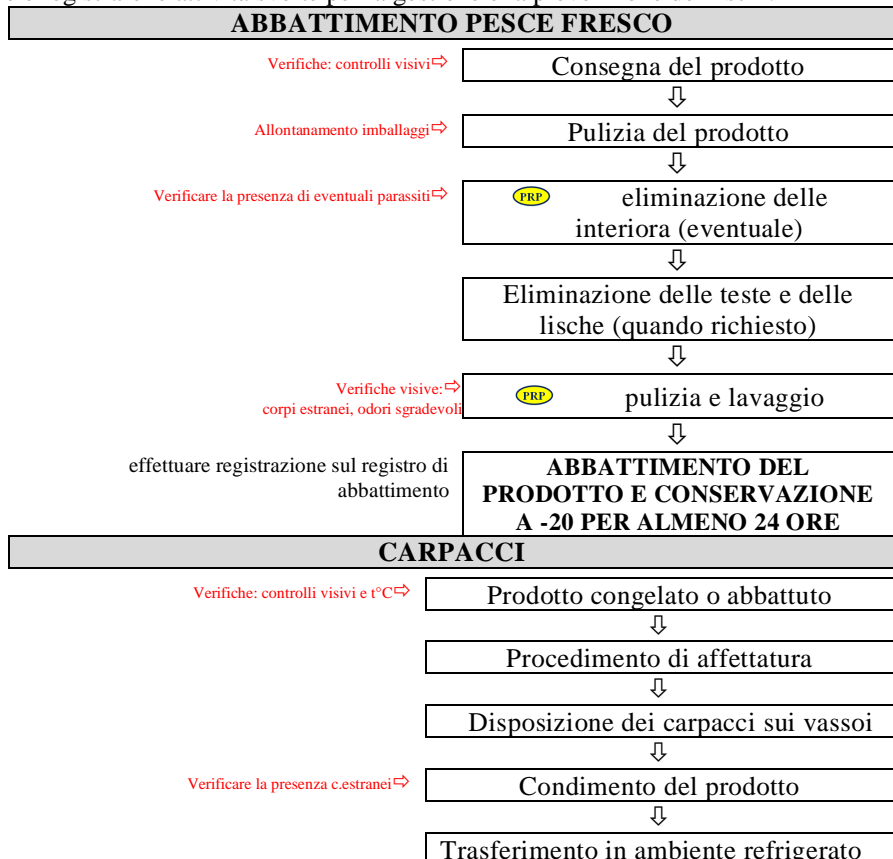 ABBATTIMENTO PESCE FRESCO
Verifiche: controlli visivi⇨
Consegna del prodotto
⇩
Allontanamento imballaggi⇨
Pulizia del prodotto
⇩
Verificare la presenza di eventuali parassiti⇨
PRP eliminazione delle
interiora (eventuale)
⇩
Eliminazione delle teste e delle
lische (quando richiesto)
⇩
Verifiche visive:⇨
corpi estranei, odori sgradevoli
PRP pulizia e lavaggio
⇩
effettuare registrazione sul registro di
abbattimento
ABBATTIMENTO DEL
PRODOTTO E CONSERVAZIONE
A -20 PER ALMENO 24 ORE
CARPACCI
Verifiche: controlli visivi e t°C⇨
Prodotto congelato o abbattuto
⇩
Procedimento di affettatura
⇩
Disposizione dei carpacci sui vassoi
⇩
Verificare la presenza c.estranei⇨
Condimento del prodotto
⇩
Trasferimento in ambiente refrigerato